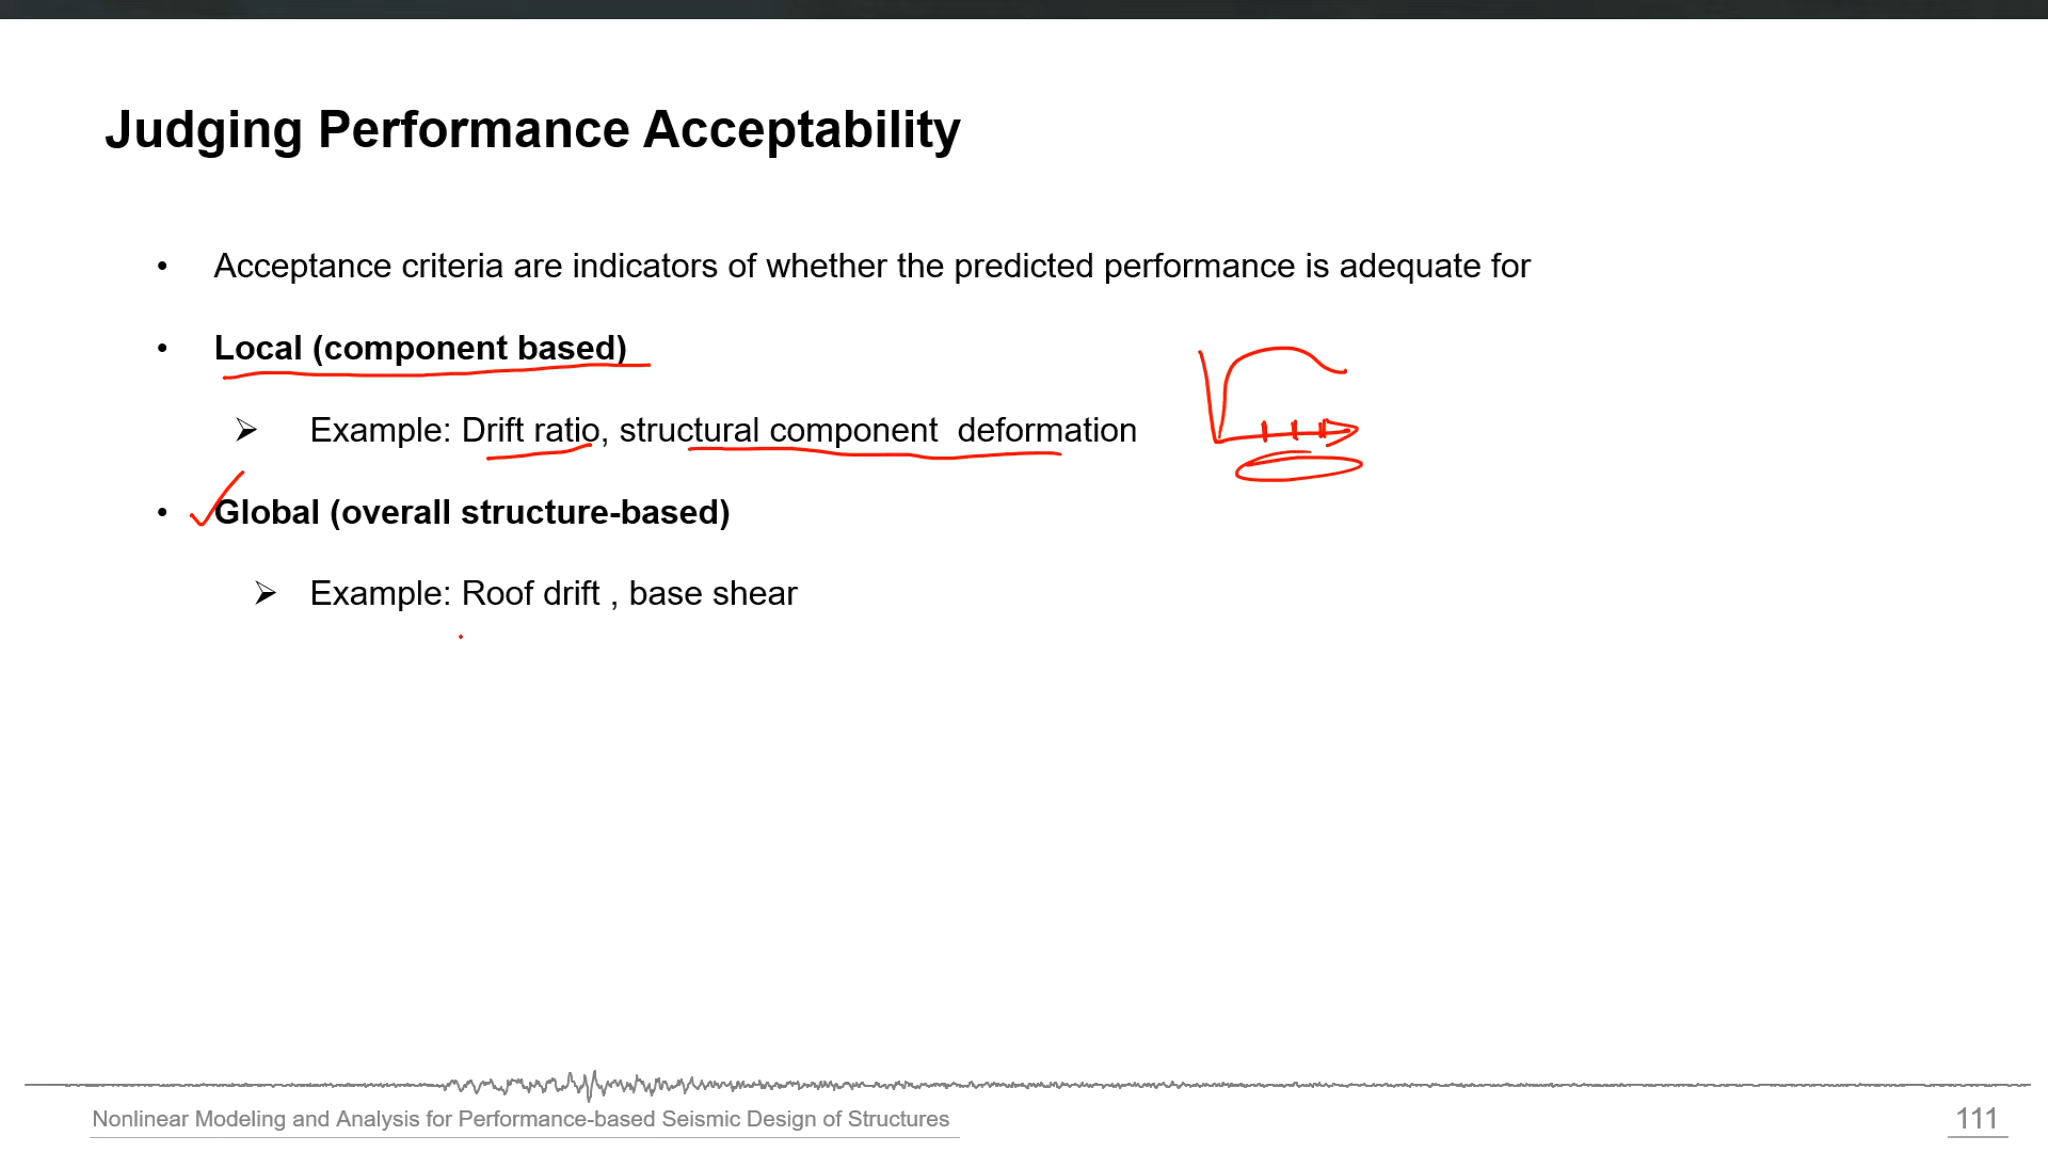 Judging Performance Acceptability
• Acceptance criteria are indicators of whether the predicted performance is adequate for
• Local (component based)
➢ Example: Drift ratio, structural component deformation
• Global (overall structure-based)
➢ Example: Roof drift , base shear
Nonlinear Modeling and Analysis for Performance-based Seismic Design of Structures
111